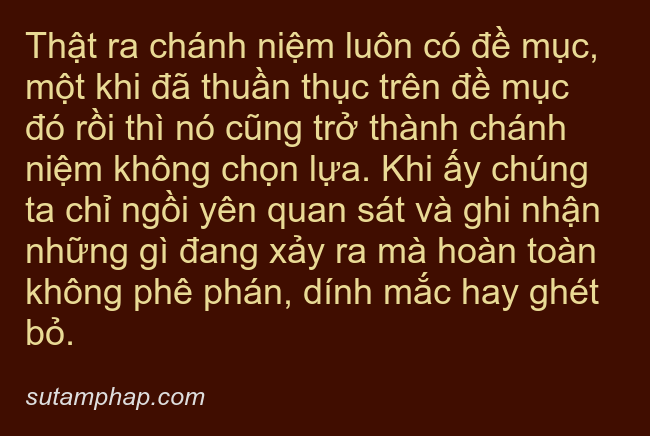 Thật ra chánh niệm luôn có đề mục,
một khi đã thuần thục trên đề mục
đó rồi thì nó cũng trở thành chánh
niệm không chọn lựa. Khi ấy chúng
ta chỉ ngồi yên quan sát và ghi nhận
những gì đang xảy ra mà hoàn toàn
không phê phán, dính mắc hay ghét
bỏ.
sutamphap.com